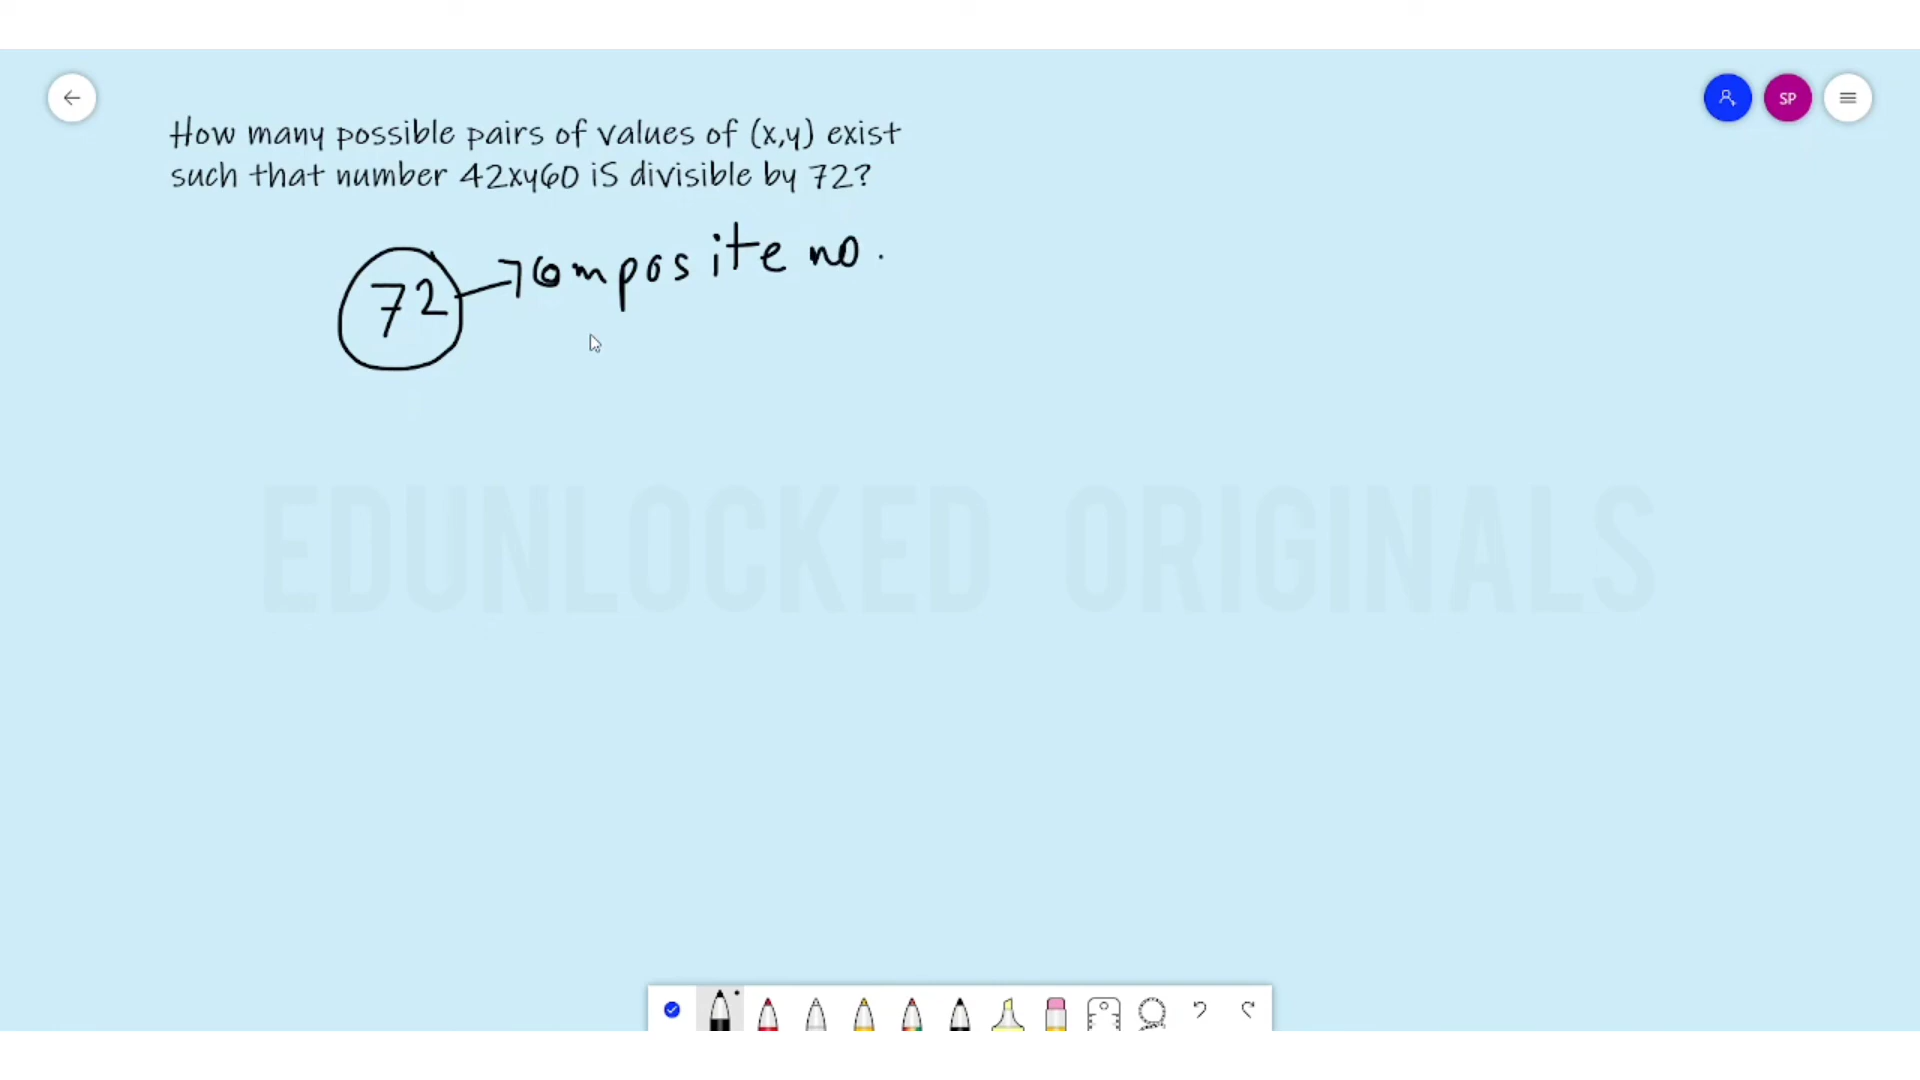 SP
How many possible pairs of values of (x,y) exist
such that number 42xy60 iS divisible by 72?
72 → composite no.
EDUNLOCKED ORIGINALS